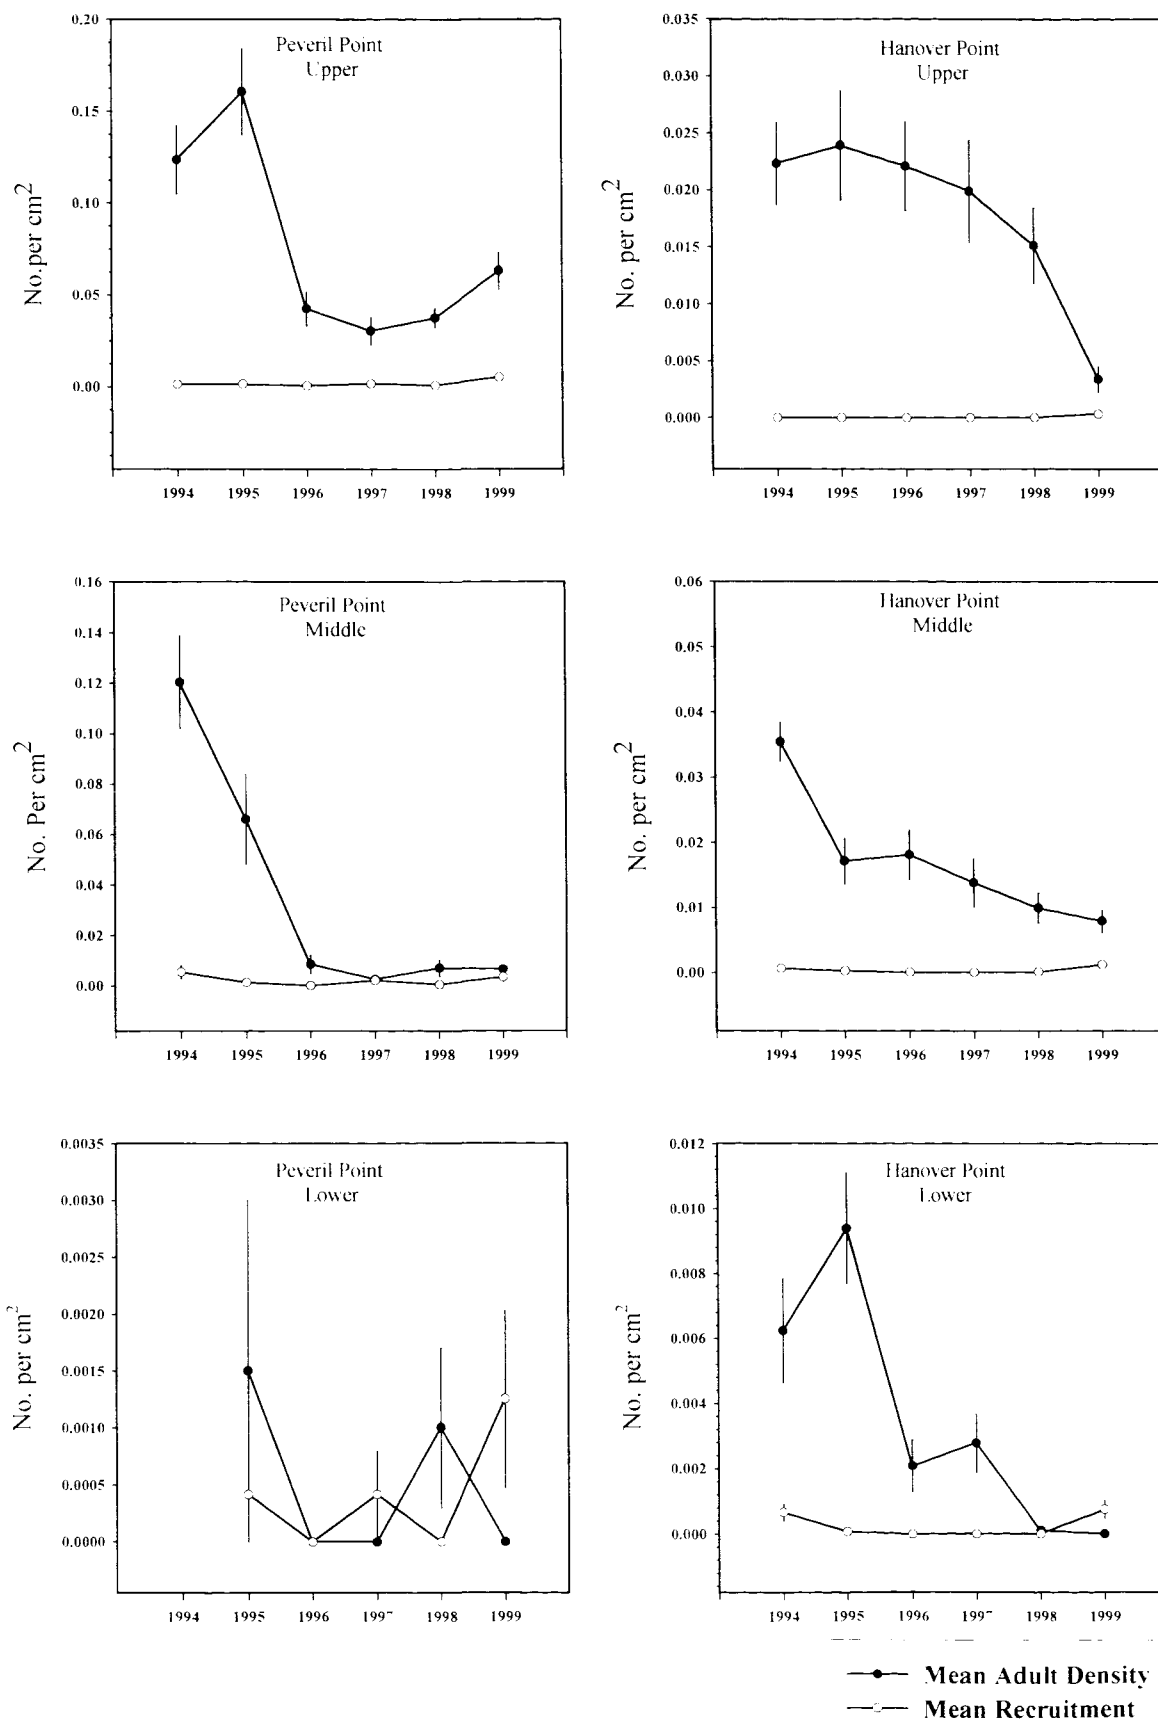 Peveril Point
Upper
No.per cm2
0.20
0.15
0.10
0.05
0.00
1994 1995 1996 1997 1998 1999
Hanover Point
Upper
No. per cm2
0.035
0.030
0.025
0.020
0.015
0.010
0.005
0.000
1994 1995 1996 1997 1998 1999
Peveril Point
Middle
No. Per cm2
0.16
0.14
0.12
0.10
0.08
0.06
0.04
0.02
0.00
1994 1995 1996 1997 1998 1999
Hanover Point
Middle
No. per cm2
0.06
0.05
0.04
0.03
0.02
0.01
0.00
1994 1995 1996 1997 1998 1999
Peveril Point
Lower
No. per cm2
0.0035
0.0030
0.0025
0.0020
0.0015
0.0010
0.0005
0.0000
1994 1995 1996 1997 1998 1999
Hanover Point
Lower
No. per cm2
0.012
0.010
0.008
0.006
0.004
0.002
0.000
1994 1995 1996 1997 1998 1999
Mean Adult Density
Mean Recruitment